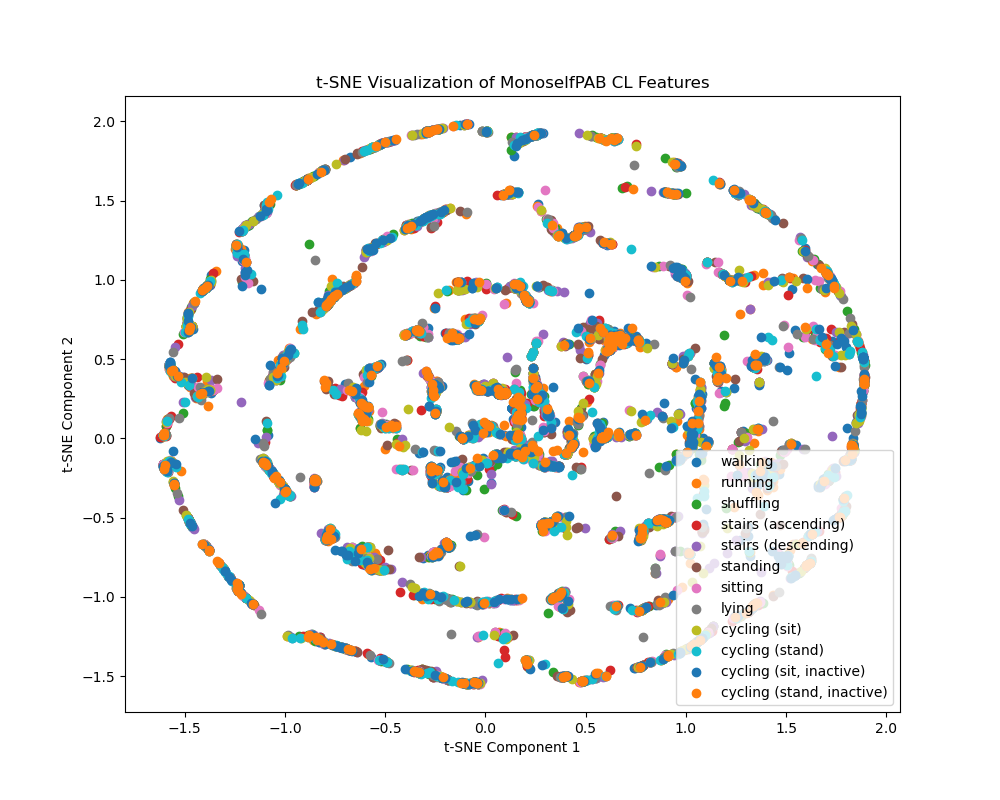 t-SNE Visualization of MonoselfPAB CL Features
t-SNE Component 2
2.0
1.5
1.0
0.5
0.0
−0.5
−1.0
−1.5
walking
running
shuffling
stairs (ascending)
stairs (descending)
standing
sitting
lying
cycling (sit)
cycling (stand)
cycling (sit, inactive)
cycling (stand, inactive)
−1.5 −1.0 −0.5 0.0 0.5 1.0 1.5 2.0
t-SNE Component 1